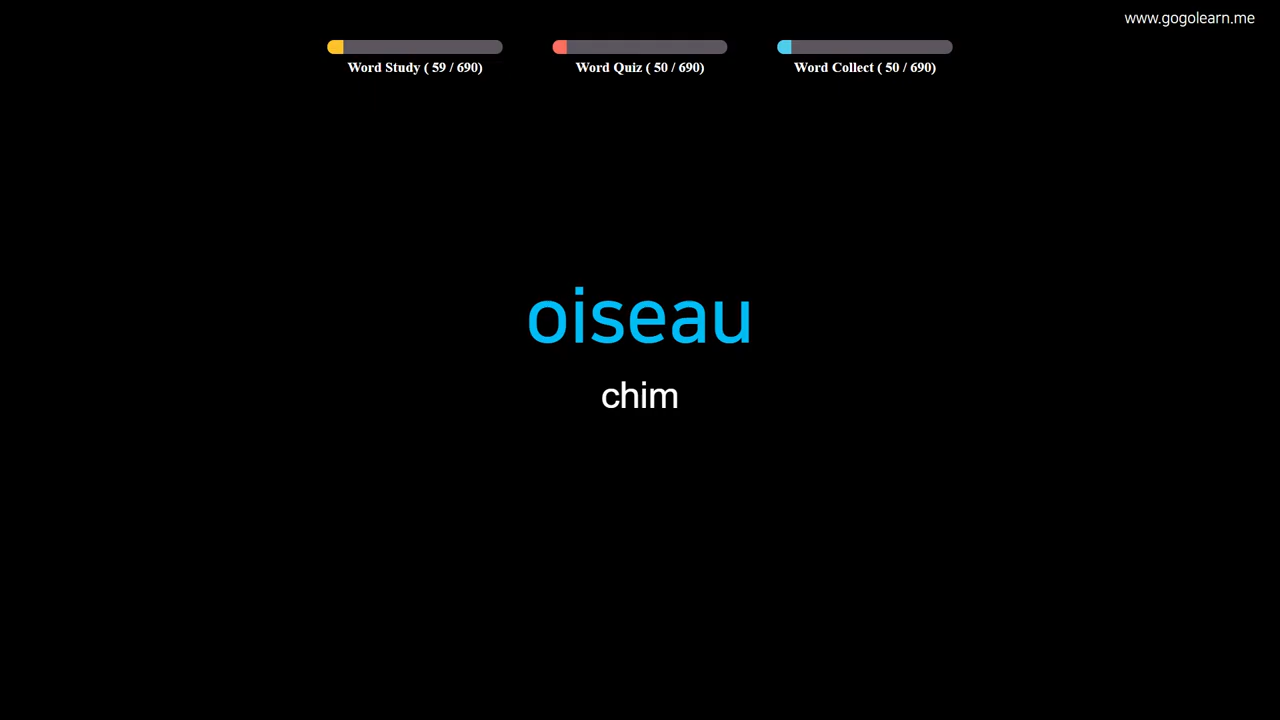 www.gogolearn.me
Word Study ( 59 / 690)
Word Quiz ( 50 / 690)
Word Collect ( 50 / 690)
oiseau
chim